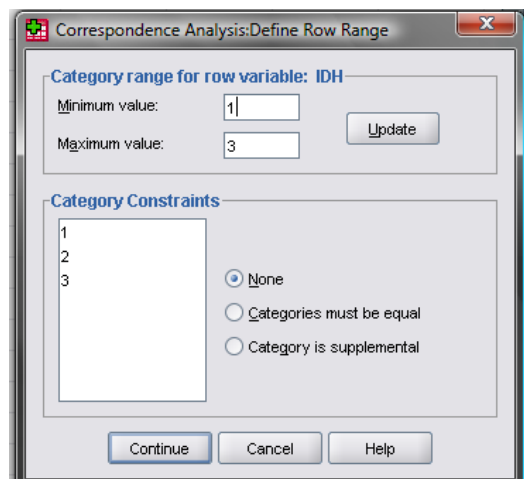 Correspondence Analysis:Define Row Range
Category range for row variable: IDH
Minimum value: 1
Update
Maximum value: 3
Category Constraints
1
2
3
None
Categories must be equal
Category is supplemental
Continue Cancel Help